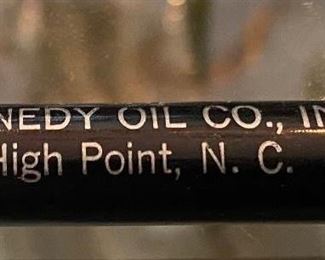 NEDY OIL CO., IN
High Point, N. C.